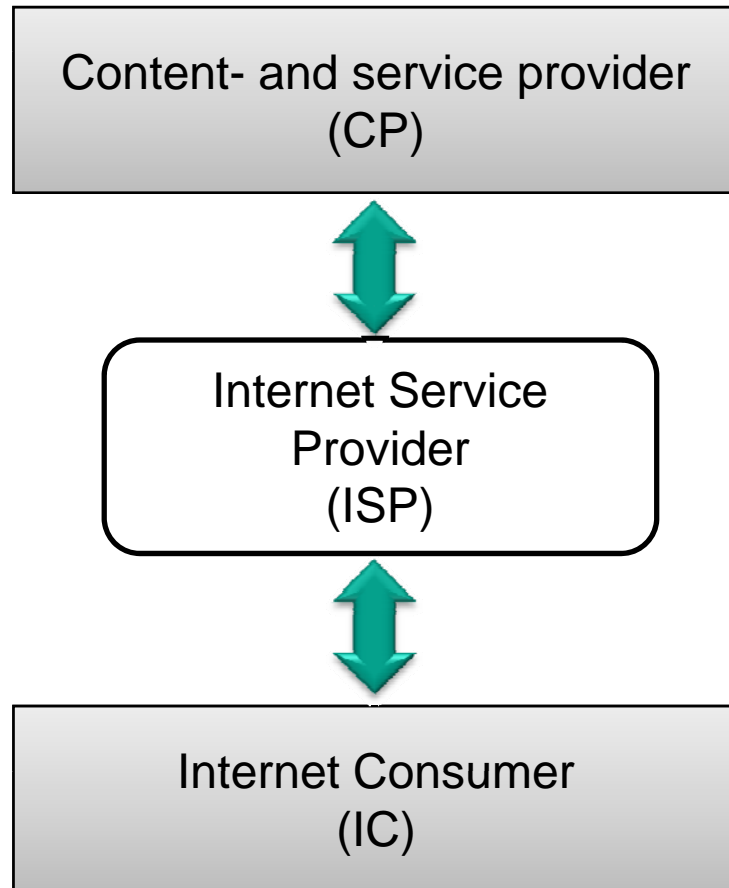 Content- and service provider
(CP)
Internet Service
Provider
(ISP)
Internet Consumer
(IC)